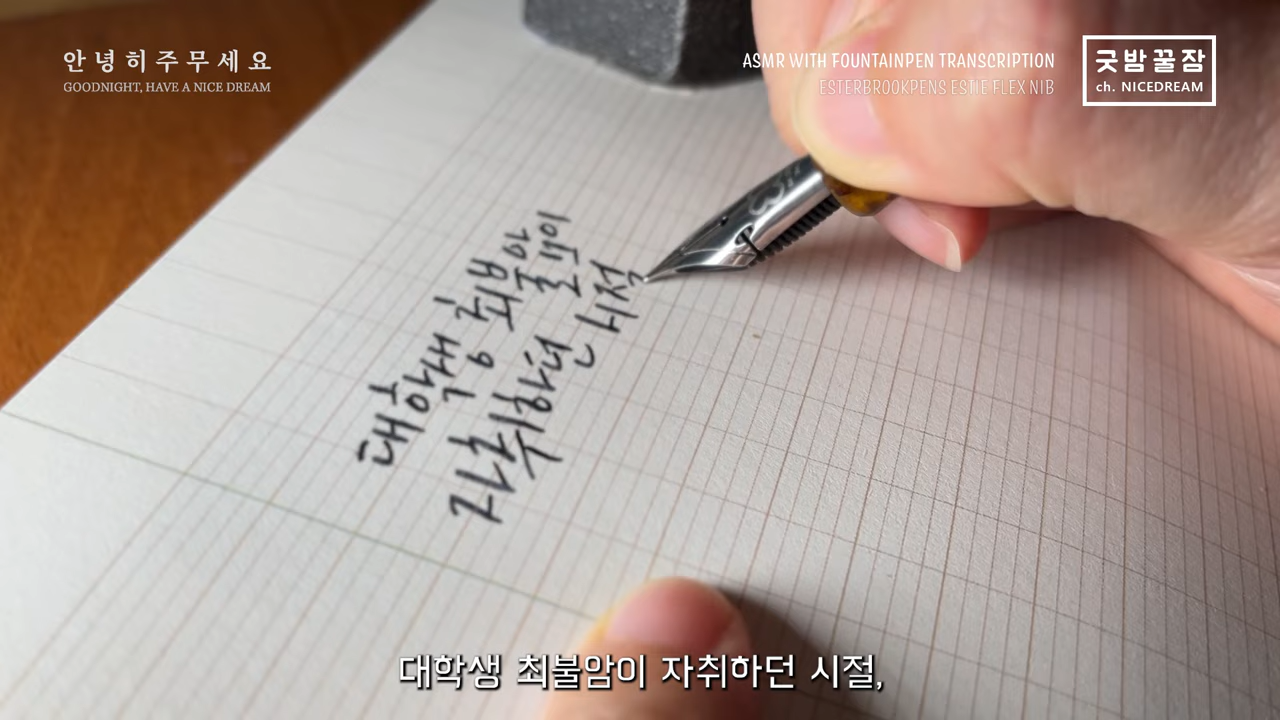 안녕히주무세요
GOODNIGHT, HAVE A NICE DREAM
ASMR WITH FOUNTAINPEN TRANSCRIPTION
ESTERBROOKPENS ESTIE FLEX NIB
굿밤꿀잠
ch. NICEDREAM
대학생 최불암이
자취하던 시적
대학생 최불암이 자취하던 시절,